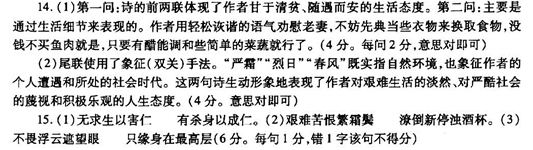 14.(1)第一问:诗的前两联体现了作者甘于清贫、随遇而安的生活态度。第二问:主要是
通过生活细节来表现的。作者用轻松诙谐的语气劝慰老妻,不妨先典当些衣物来换取食物,没
钱不买鱼肉就是,只要有醋能调和些简单的菜蔬就行了。(4分。每问2分,意思对即可)
(2)尾联使用了象征(双关)手法。“严霜”“烈日”“春风”既实指自然环境,也象征作者的
个人遭遇和所处的社会时代。这两句诗生动形象地表现了作者对艰难生活的淡然、对严酷社会
的蔑视和积极乐观的人生态度。(4分。意思对即可)
15.(1)无求生以害仁 有杀身以成仁。(2)艰难苦恨繁霜鬓 潦倒新停浊酒杯。(3)
不畏浮云遮望眼 只缘身在最高层(6分。每句1分,错1字该句不得分)